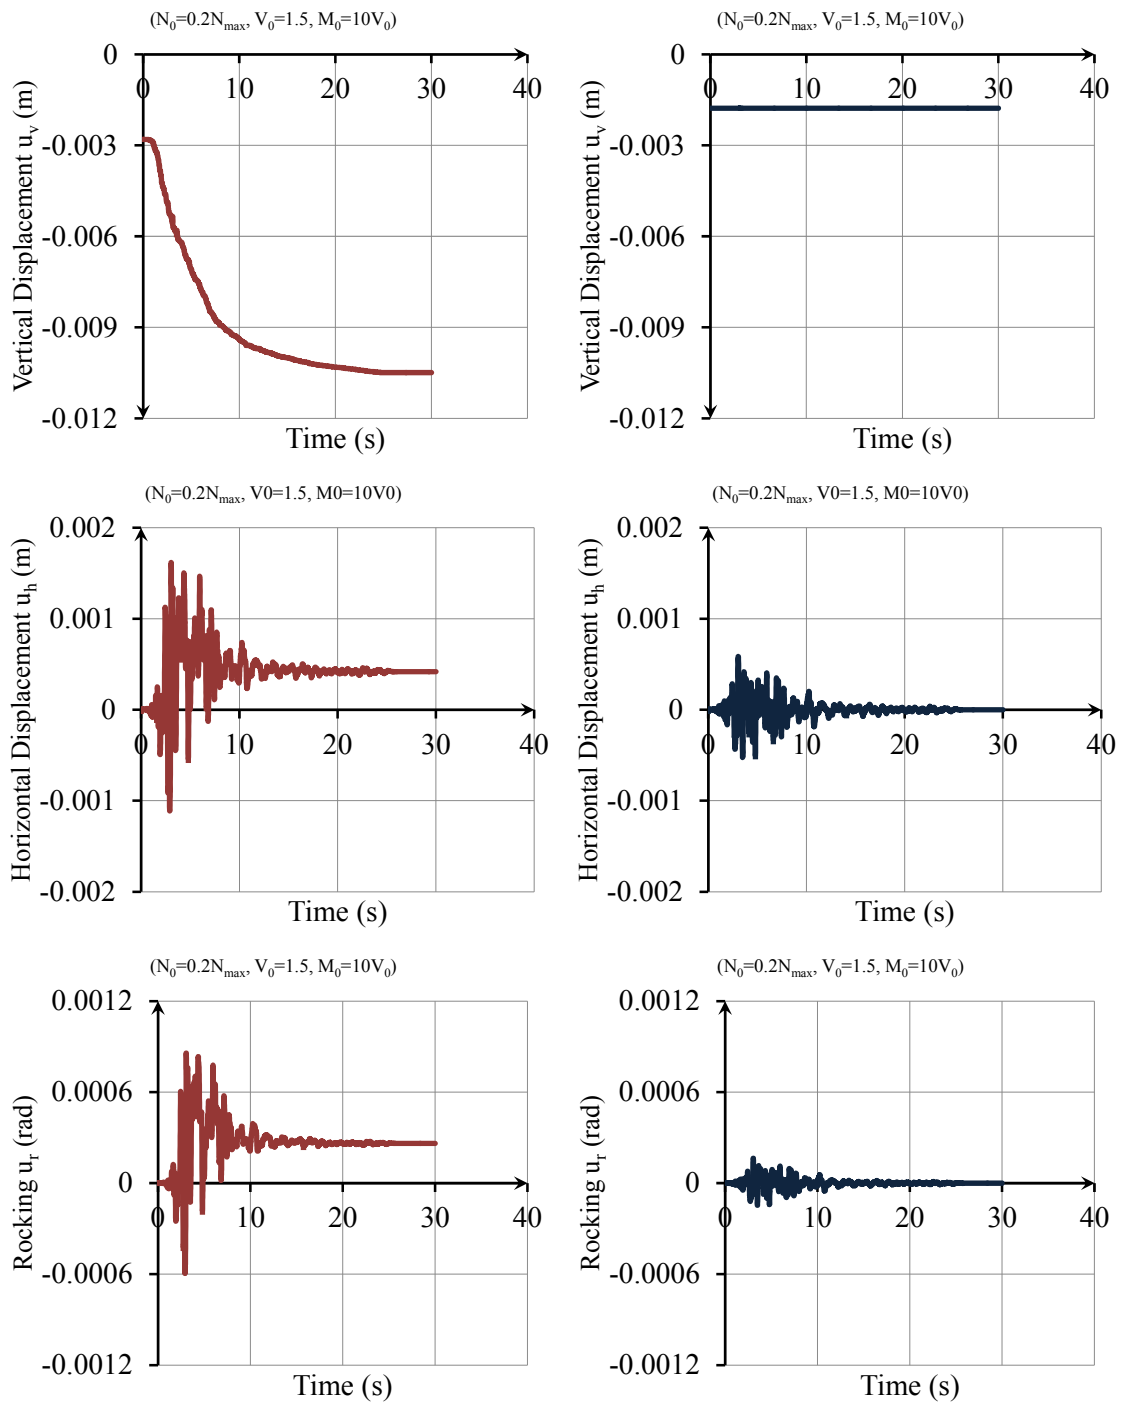 (N₀=0.2Nₘₐₓ, V₀=1.5, M₀=10V₀)
0
-0.003
-0.006
-0.009
-0.012
0 10 20 30 40
Vertical Displacement uᵥ (m)
Time (s)
(N₀=0.2Nₘₐₓ, V₀=1.5, M₀=10V₀)
0
-0.003
-0.006
-0.009
-0.012
0 10 20 30 40
Vertical Displacement uᵥ (m)
Time (s)
(N₀=0.2Nₘₐₓ, V0=1.5, M0=10V0)
0.002
0.001
0
-0.001
-0.002
0 10 20 30 40
Horizontal Displacement uₕ (m)
Time (s)
(N₀=0.2Nₘₐₓ, V0=1.5, M0=10V0)
0.002
0.001
0
-0.001
-0.002
0 10 20 30 40
Horizontal Displacement uₕ (m)
Time (s)
(N₀=0.2Nₘₐₓ, V₀=1.5, M₀=10V₀)
0.0012
0.0006
0
-0.0006
-0.0012
0 10 20 30 40
Rocking uᵣ (rad)
Time (s)
(N₀=0.2Nₘₐₓ, V₀=1.5, M₀=10V₀)
0.0012
0.0006
0
-0.0006
-0.0012
0 10 20 30 40
Rocking uᵣ (rad)
Time (s)